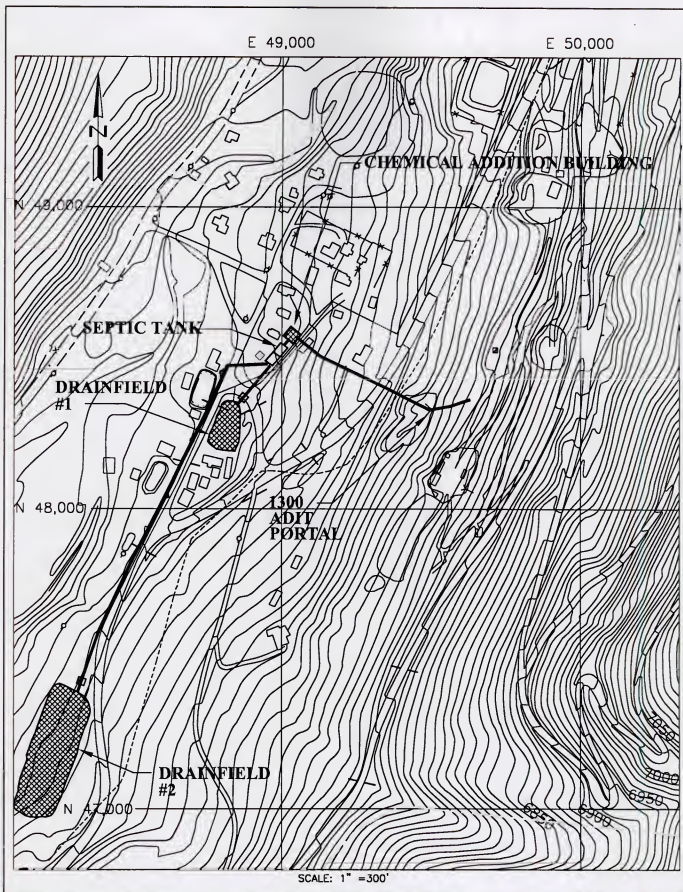 E 49,000
E 50,000
N
CHEMICAL ADDITION BUILDING
N 49,000
SEPTIC TANK
DRAINFIELD
#1
N 48,000
1300
ADIT
PORTAL
DRAINFIELD
#2
N 47,000
7050
7000
6950
6900
6850
SCALE: 1" =300'